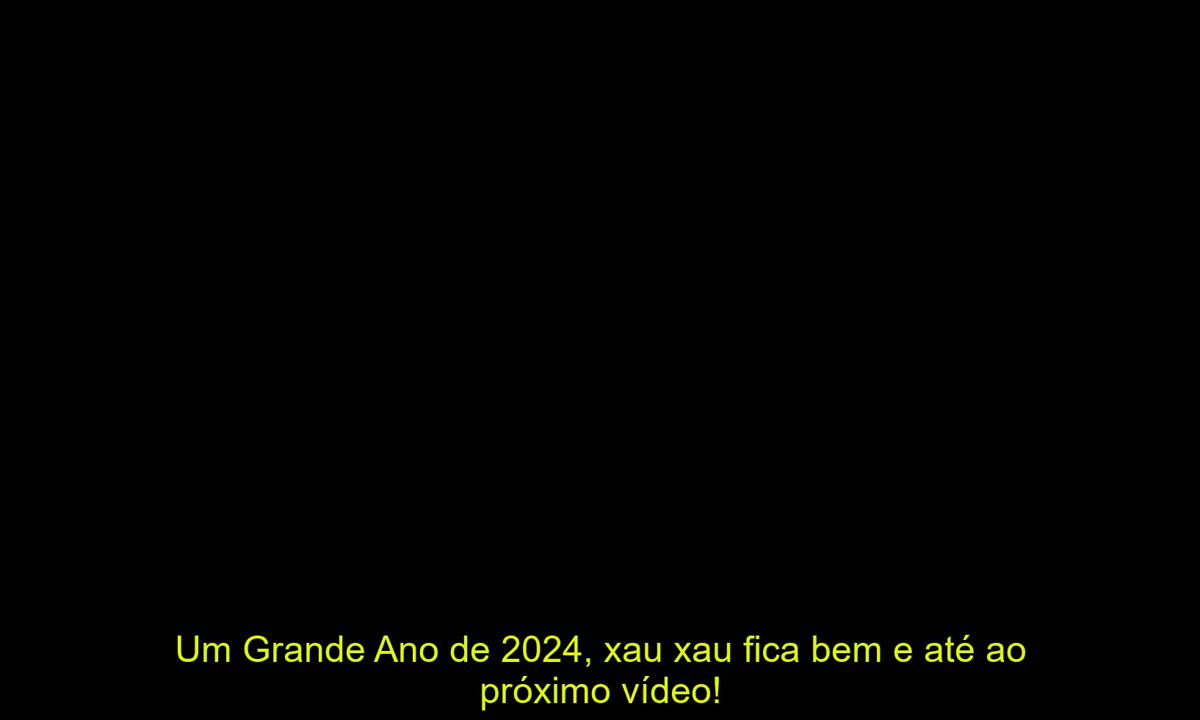 Um Grande Ano de 2024, xau xau fica bem e até ao
próximo vídeo!